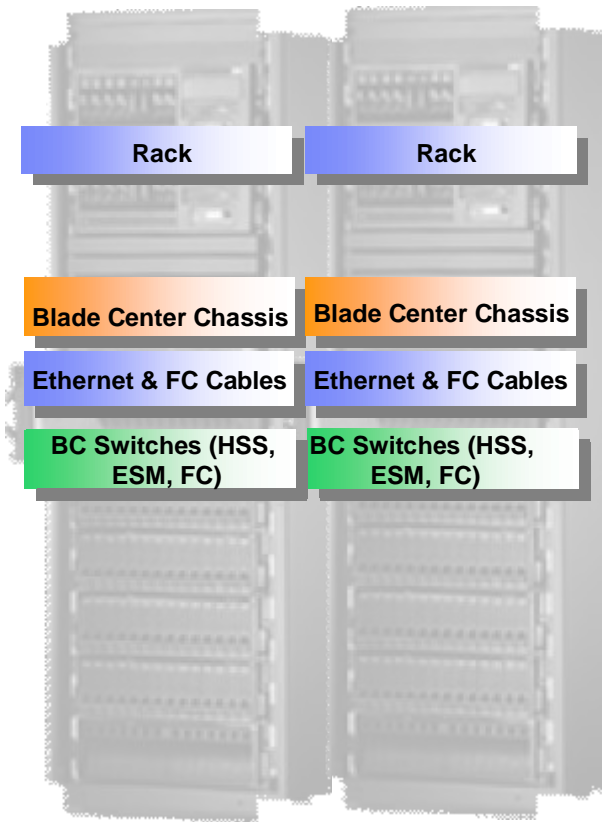 Rack
Rack
Blade Center Chassis
Blade Center Chassis
Ethernet & FC Cables
Ethernet & FC Cables
BC Switches (HSS,
ESM, FC)
BC Switches (HSS,
ESM, FC)